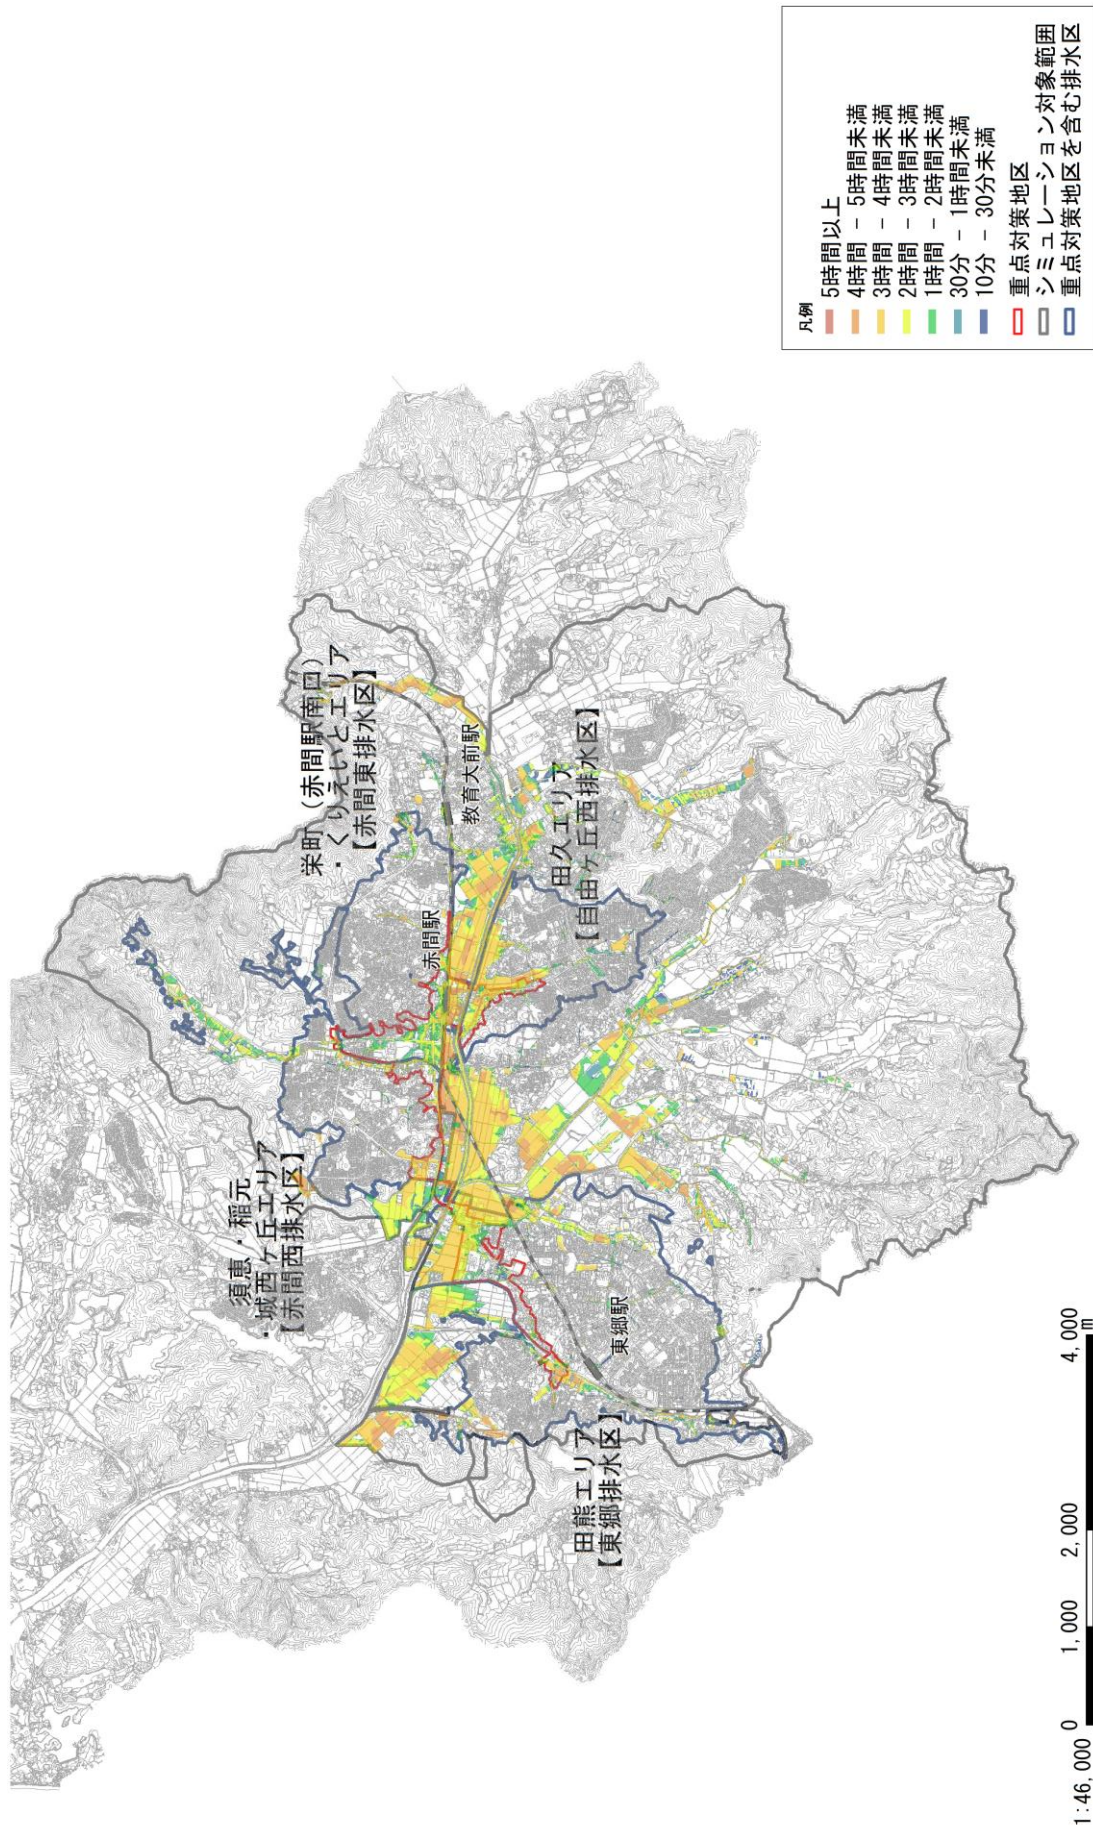 栄町（赤間駅南口）
・くりえいとエリア
【赤間東排水区】
須恵・稲元
・城西ヶ丘エリア
【赤間西排水区】
教育大前駅
赤間駅
田久エリア
【自由ヶ丘西排水区】
東郷駅
田熊エリア
【東郷排水区】
凡例
5時間以上
4時間 - 5時間未満
3時間 - 4時間未満
2時間 - 3時間未満
1時間 - 2時間未満
30分 - 1時間未満
10分 - 30分未満
重点対策地区
シミュレーション対象範囲
重点対策地区を含む排水区
1:46,000
0 1,000 2,000 4,000
m